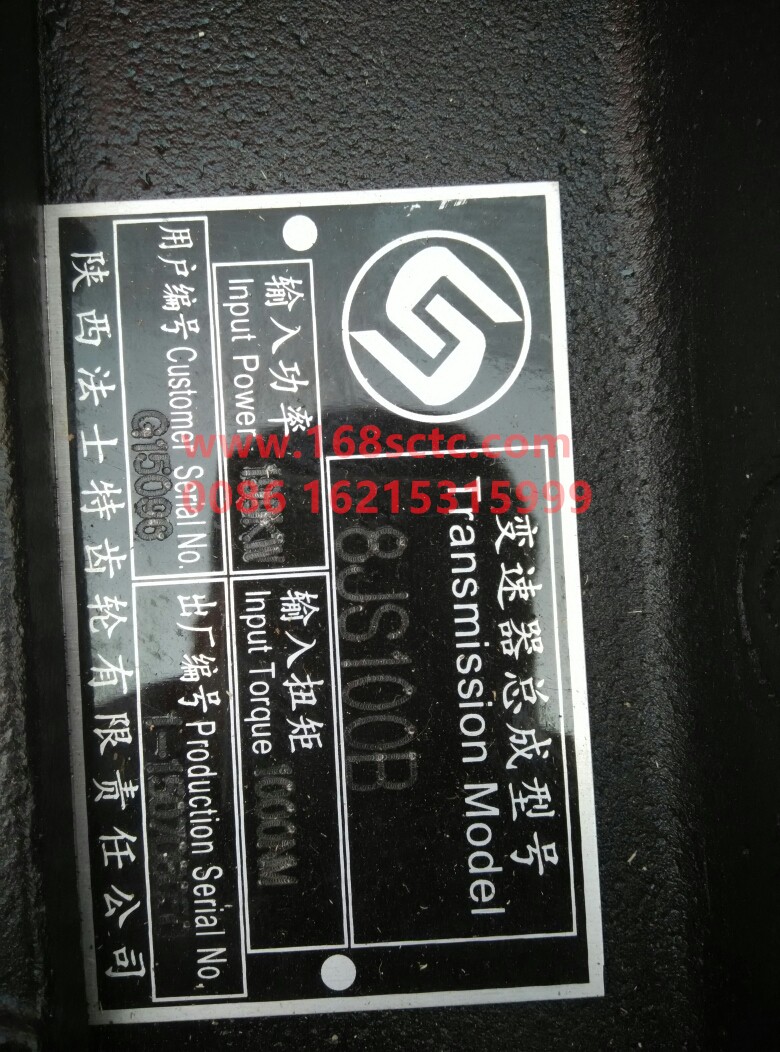 变速器总成型号
Transmission Model
8JS100B
输入功率
Input Power
输入扭矩
Input Torque 1000NM
用户编号 Customer Serial No.
G15096
出厂编号 Production Serial No.
陕西法士特齿轮有限责任公司
www.168sctc.com
0086 16215315999